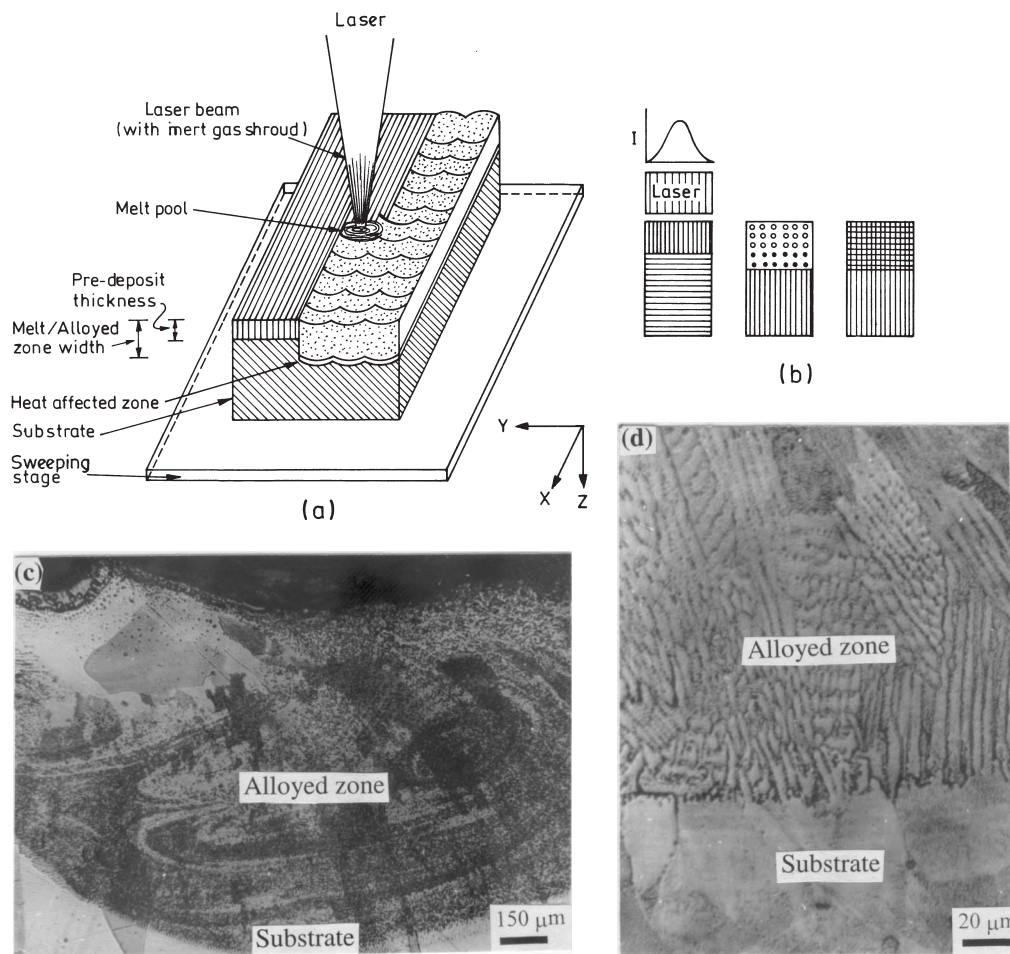 Laser
Laser beam
(with inert gas shroud)
Melt pool
Pre-deposit
thickness
Melt/Alloyed
zone width
Heat affected zone
Substrate
Sweeping
stage
Y
X
Z
(a)
I
Laser
(b)
(c)
Alloyed zone
Substrate
150 μm
(d)
Alloyed zone
Substrate
20 μm